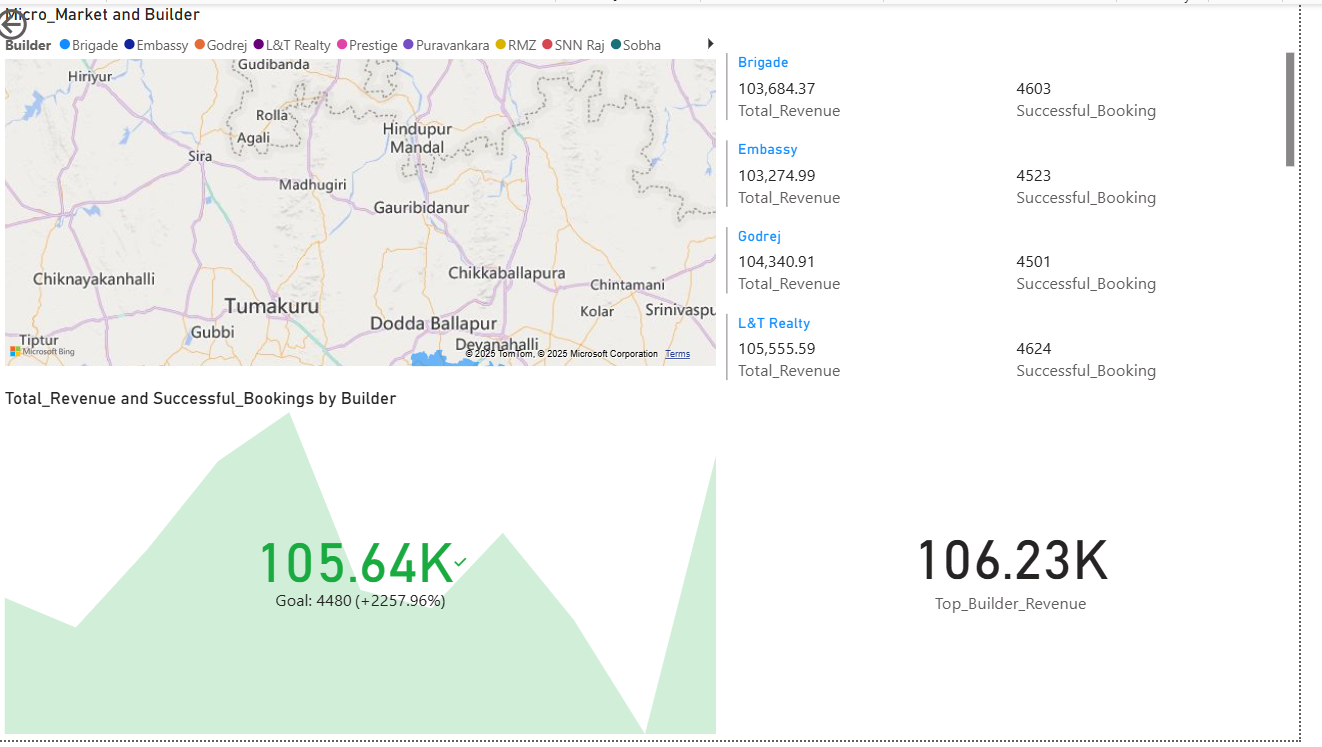 Micro_Market and Builder
Builder Brigade Embassy Godrej L&T Realty Prestige Puravankara RMZ SNN Raj Sobha
Gudibanda
Hiriyur
Rolla
Agali
Hindupur
Mandal
Sira
Madhugiri
Gauribidanur
Chikkaballapura
Chiknayakanhalli
Chintamani
Tumakuru
Kolar
Srinivaspu
Gubbi
Dodda Ballapur
Tiptur
Devanahalli
Microsoft Bing
© 2025 TomTom, © 2025 Microsoft Corporation Terms
Brigade
103,684.37 4603
Total_Revenue Successful_Booking
Embassy
103,274.99 4523
Total_Revenue Successful_Booking
Godrej
104,340.91 4501
Total_Revenue Successful_Booking
L&T Realty
105,555.59 4624
Total_Revenue Successful_Booking
Total_Revenue and Successful_Bookings by Builder
105.64K
Goal: 4480 (+2257.96%)
106.23K
Top_Builder_Revenue